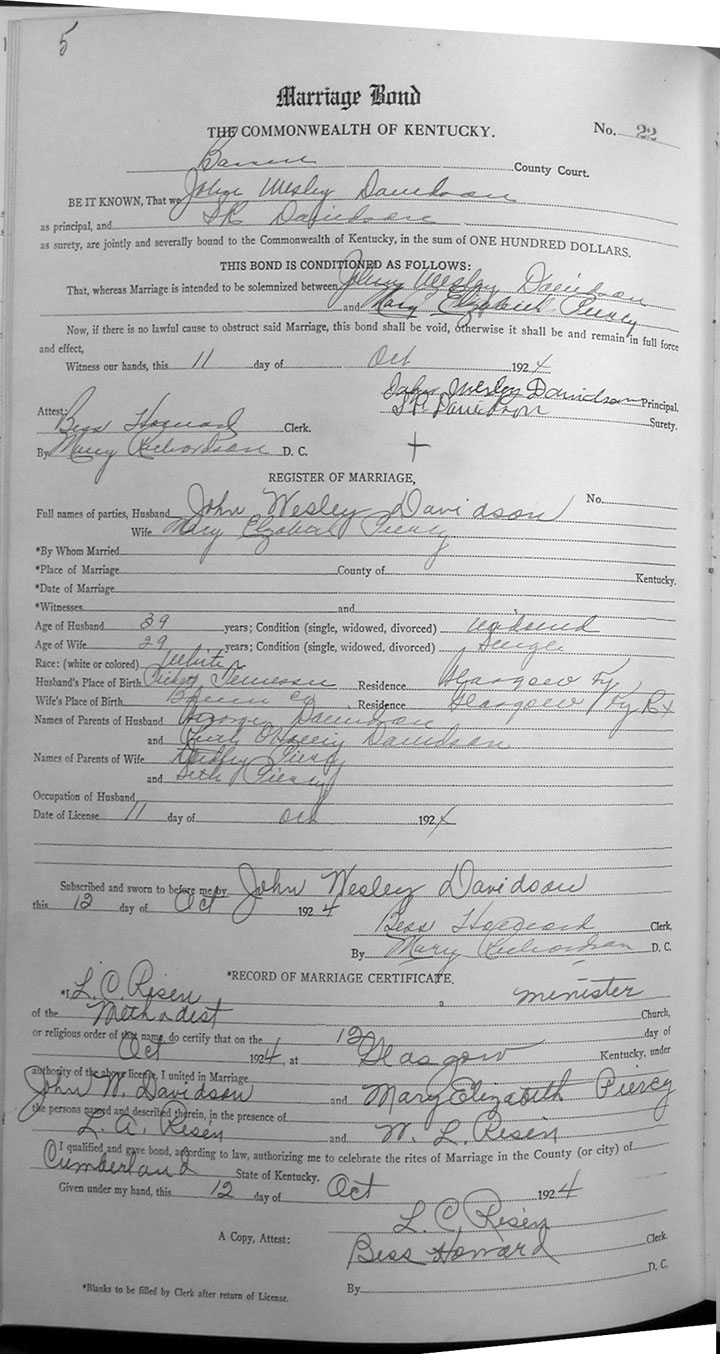 5
Marriage Bond
THE COMMONWEALTH OF KENTUCKY. No. 22
Barren County Court.
BE IT KNOWN, That we John Wesley Davidson
as principal, and Davidson
as surety, are jointly and severally bound to the Commonwealth of Kentucky, in the sum of ONE HUNDRED DOLLARS.
THIS BOND IS CONDITIONED AS FOLLOWS:
That, whereas Marriage is intended to be solemnized between John Wesley Davidson
and Mary Elizabeth Piercy
Now, if there is no lawful cause to obstruct said Marriage, this bond shall be void, otherwise it shall be and remain in full force
and effect,
Witness our hands, this 11 day of Oct 1924
John Wesley Davidson Principal.
Davidson Surety.
Attest:
Bess Howard Clerk.
By Mary Richardson D. C.
REGISTER OF MARRIAGE,
No.
Full names of parties, Husband John Wesley Davidson
Wife Mary Elizabeth Piercy
*By Whom Married
*Place of Marriage County of Kentucky.
*Date of Marriage
*Witnesses and
Age of Husband 39 years; Condition (single, widowed, divorced) widowed
Age of Wife 29 years; Condition (single, widowed, divorced) Single
Race: (white or colored) White
Husband's Place of Birth Tennessee Residence Glasgow Ky
Wife's Place of Birth Barren Co Residence Glasgow Ky
Names of Parents of Husband Davidson
and Davidson
Names of Parents of Wife Piercy
and Piercy
Occupation of Husband
Date of License 11 day of Oct 1924
Subscribed and sworn to before me by John Wesley Davidson
this 12 day of Oct 1924
Bess Howard Clerk.
By Mary Richardson D. C.
*RECORD OF MARRIAGE CERTIFICATE.
*I L. C. Risen a minister
of the Methodist Church,
or religious order of that name, do certify that on the 12 day of
Oct 1924, at Glasgow Kentucky, under
authority of the above license, I united in Marriage
John W. Davidson and Mary Elizabeth Piercy
the persons named and described therein, in the presence of
L. A. Risen and W. L. Risen
I qualified and gave bond, according to law, authorizing me to celebrate the rites of Marriage in the County (or city) of
Cumberland State of Kentucky.
Given under my hand, this 12 day of Oct 1924
L. C. Risen
A Copy, Attest: Bess Howard Clerk
By D. C.
*Blanks to be filled by Clerk after return of License.